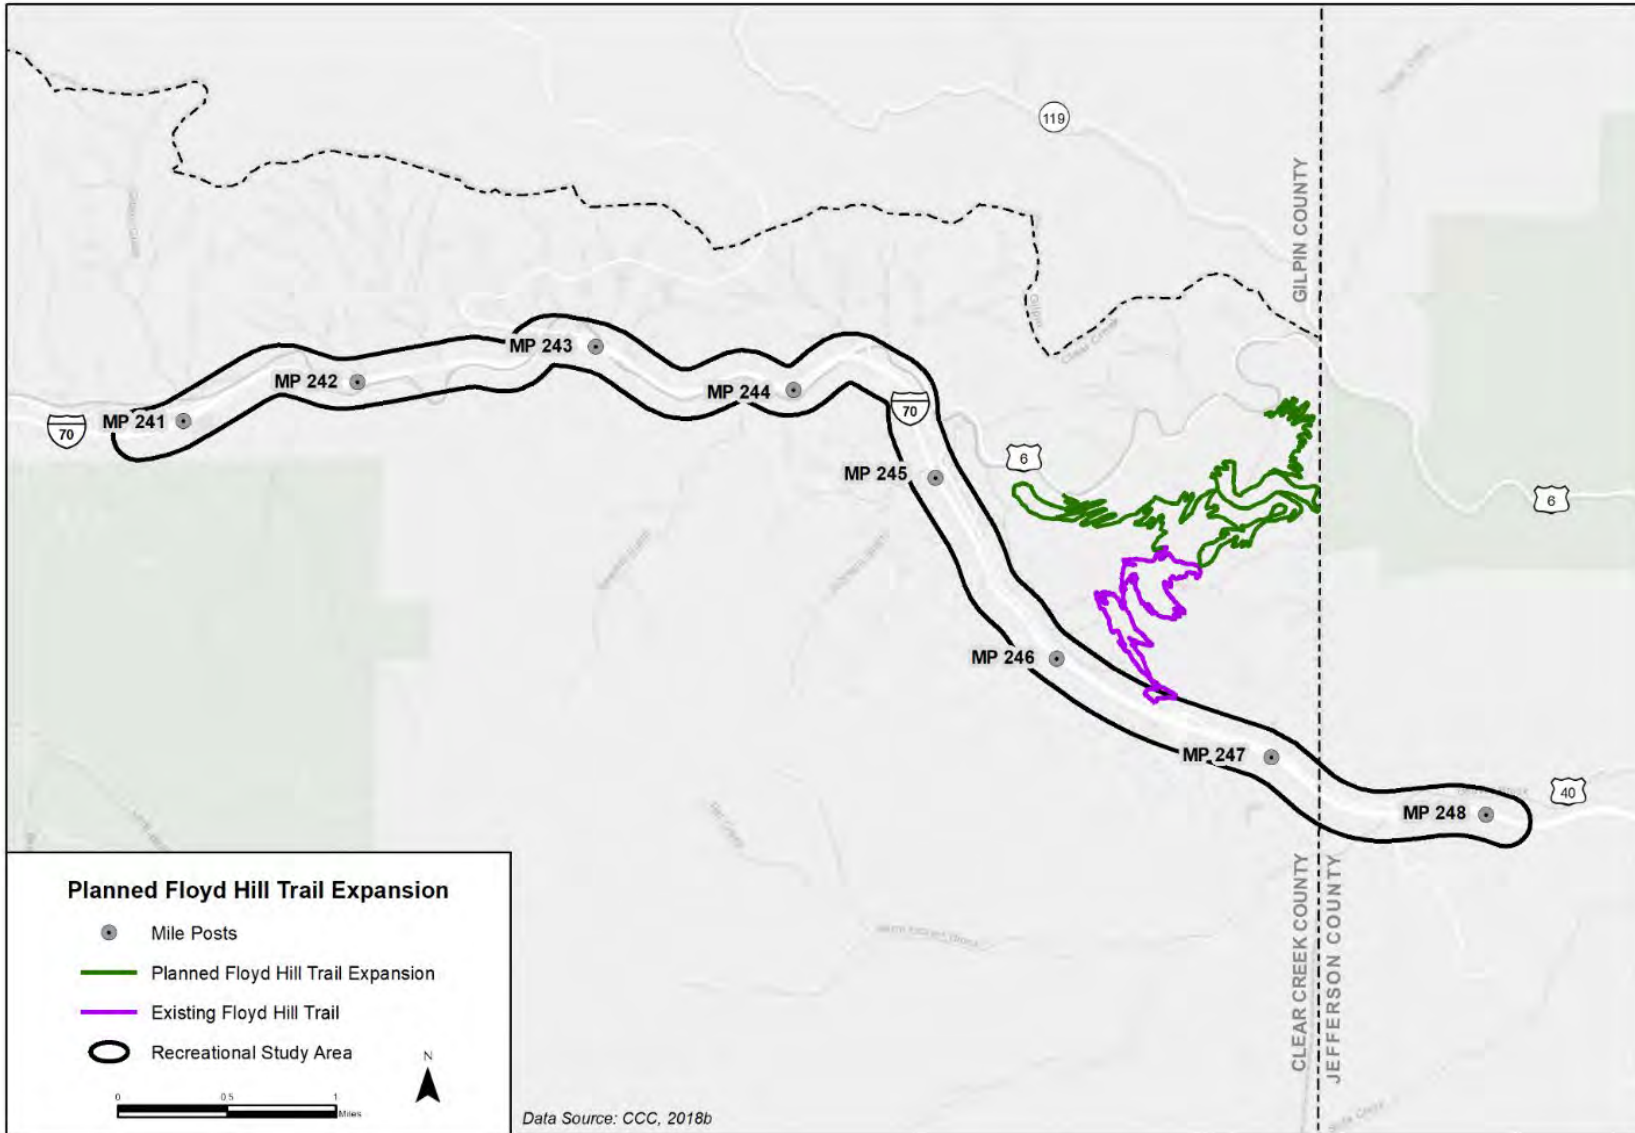 119
GILPIN COUNTY
Clear Creek
MP 243
MP 242
MP 244
MP 241
70
70
6
MP 245
6
MP 246
MP 247
40
MP 248
CLEAR CREEK COUNTY
JEFFERSON COUNTY
Planned Floyd Hill Trail Expansion
Mile Posts
Planned Floyd Hill Trail Expansion
Existing Floyd Hill Trail
Recreational Study Area
N
0 0.5 1
Miles
Data Source: CCC, 2018b